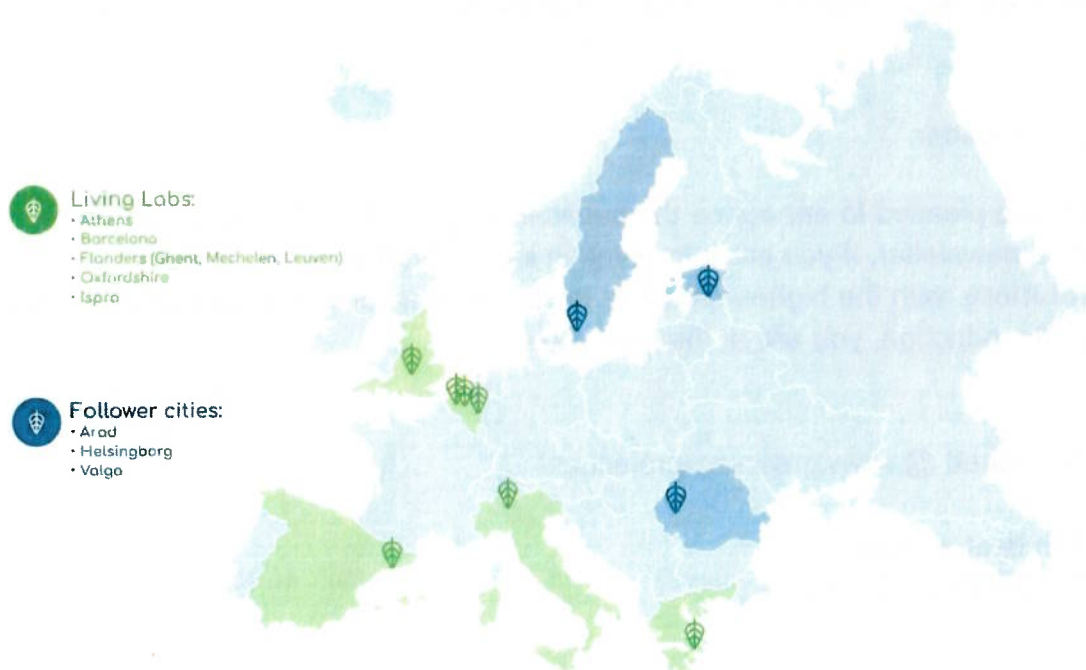 Living Labs:
· Athens
· Barcelona
· Flanders (Ghent, Mechelen, Leuven)
· Oxfordshire
· Ispra
Follower cities:
· Arad
· Helsingborg
· Valga